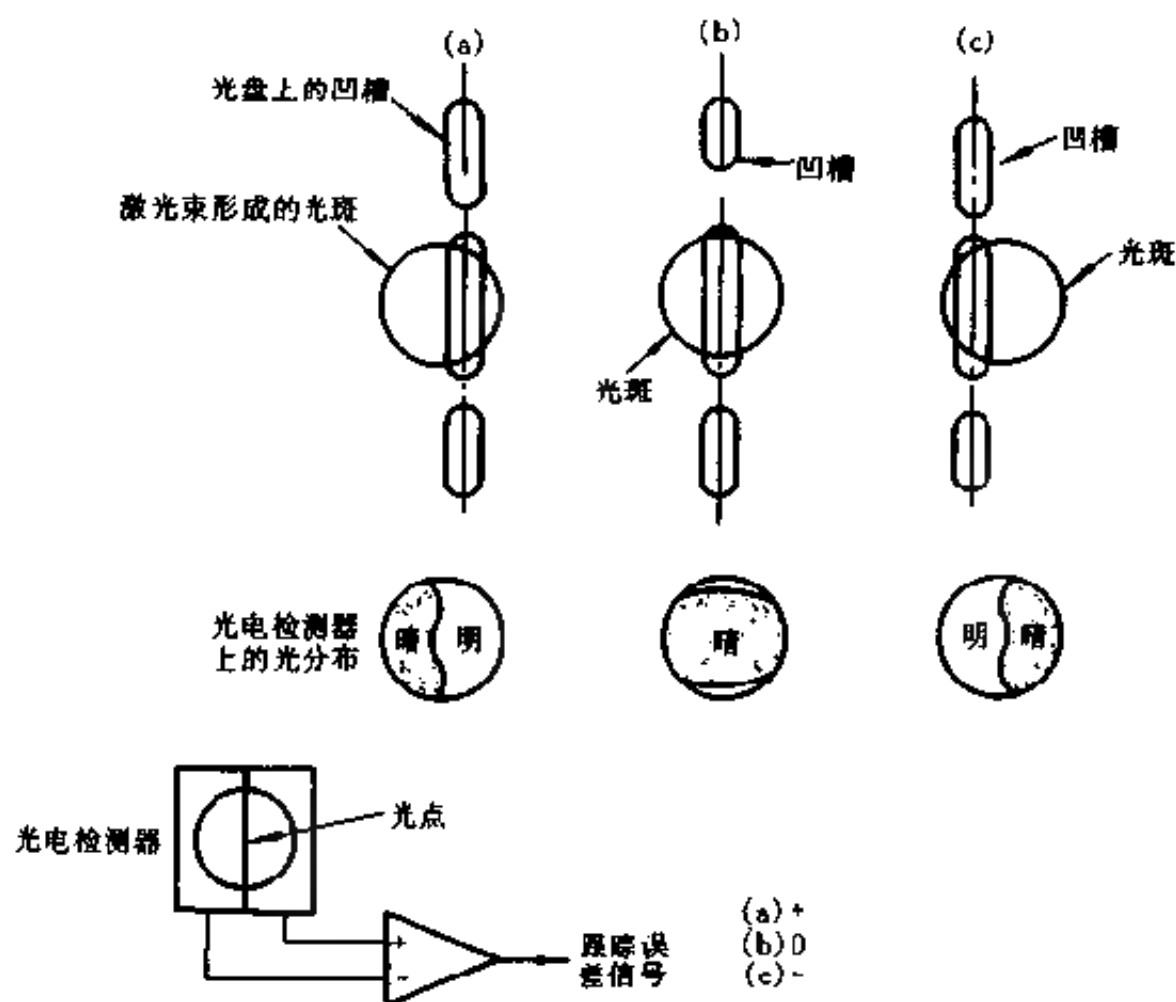 (a)
(b)
(c)
光盘上的凹槽
凹槽
凹槽
激光束形成的光斑
光斑
光斑
光电检测器
上的光分布
暗
明
暗
明
暗
光电检测器
光点
+
-
跟踪误
差信号
(a)+
(b)0
(c)-